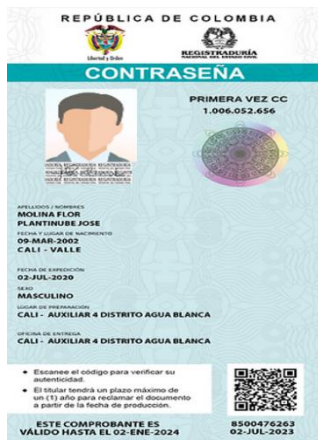 REPÚBLICA DE COLOMBIA
Libertad y Orden
REGISTRADURÍA
NACIONAL DEL ESTADO CIVIL
CONTRASEÑA
PRIMERA VEZ CC
1.006.052.656
APELLIDOS / NOMBRES
MOLINA FLOR
PLANTINUBE JOSE
FECHA Y LUGAR DE NACIMIENTO
09-MAR-2002
CALI - VALLE
FECHA DE EXPEDICIÓN
02-JUL-2020
SEXO
MASCULINO
LUGAR DE PREPARACIÓN
CALI - AUXILIAR 4 DISTRITO AGUA BLANCA
OFICINA DE ENTREGA
CALI - AUXILIAR 4 DISTRITO AGUA BLANCA
• Escanee el código para verificar su
autenticidad.
• El titular tendrá un plazo máximo de
un (1) año para reclamar el documento
a partir de la fecha de producción.
ESTE COMPROBANTE ES
VÁLIDO HASTA EL 02-ENE-2024
8500476263
02-JUL-2023